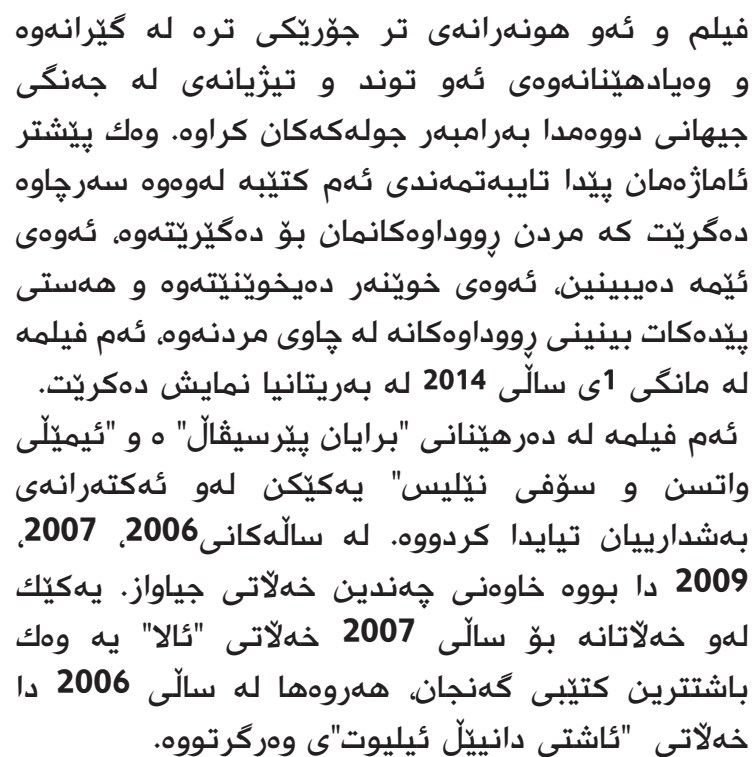 فیلم و ئەو هونەرانەی تر جۆرێکی ترە لە گێڕانەوە
و وەیادهێنانەوەی ئەو توند و تیژیانەی لە جەنگی
جیهانی دووەمدا بەرامبەر جولەکەکان کراوە. وەك پێشتر
ئاماژەمان پێدا تایبەتمەندی ئەم کتێبە لەوەوە سەرچاوە
دەگرێت کە مردن ڕووداوەکانمان بۆ دەگێڕێتەوە، ئەوەی
ئێمە دەیبینین، ئەوەی خوێنەر دەیخوێنێتەوە و هەستی
پێدەکات بینینی ڕووداوەکانە لە چاوی مردنەوە، ئەم فیلمە
لە مانگی 1ی ساڵی 2014 لە بەریتانیا نمایش دەکرێت.
ئەم فیلمە لە دەرهێنانی "برایان پێرسیڤاڵ" ە و "ئیمێڵی
واتسن و سۆفی نێلیس" یەکێکن لەو ئەکتەرانەی
بەشدارییان تیایدا کردووە. لە ساڵەکانی2006، 2007،
2009 دا بووە خاوەنی چەندین خەڵاتی جیاواز. یەکێك
لەو خەڵاتانە بۆ ساڵی 2007 خەڵاتی "ئالا" یە وەك
باشتترین کتێبی گەنجان، هەروەها لە ساڵی 2006 دا
خەڵاتی "ئاشتی دانییێڵ ئیلیوت"ی وەرگرتووە.